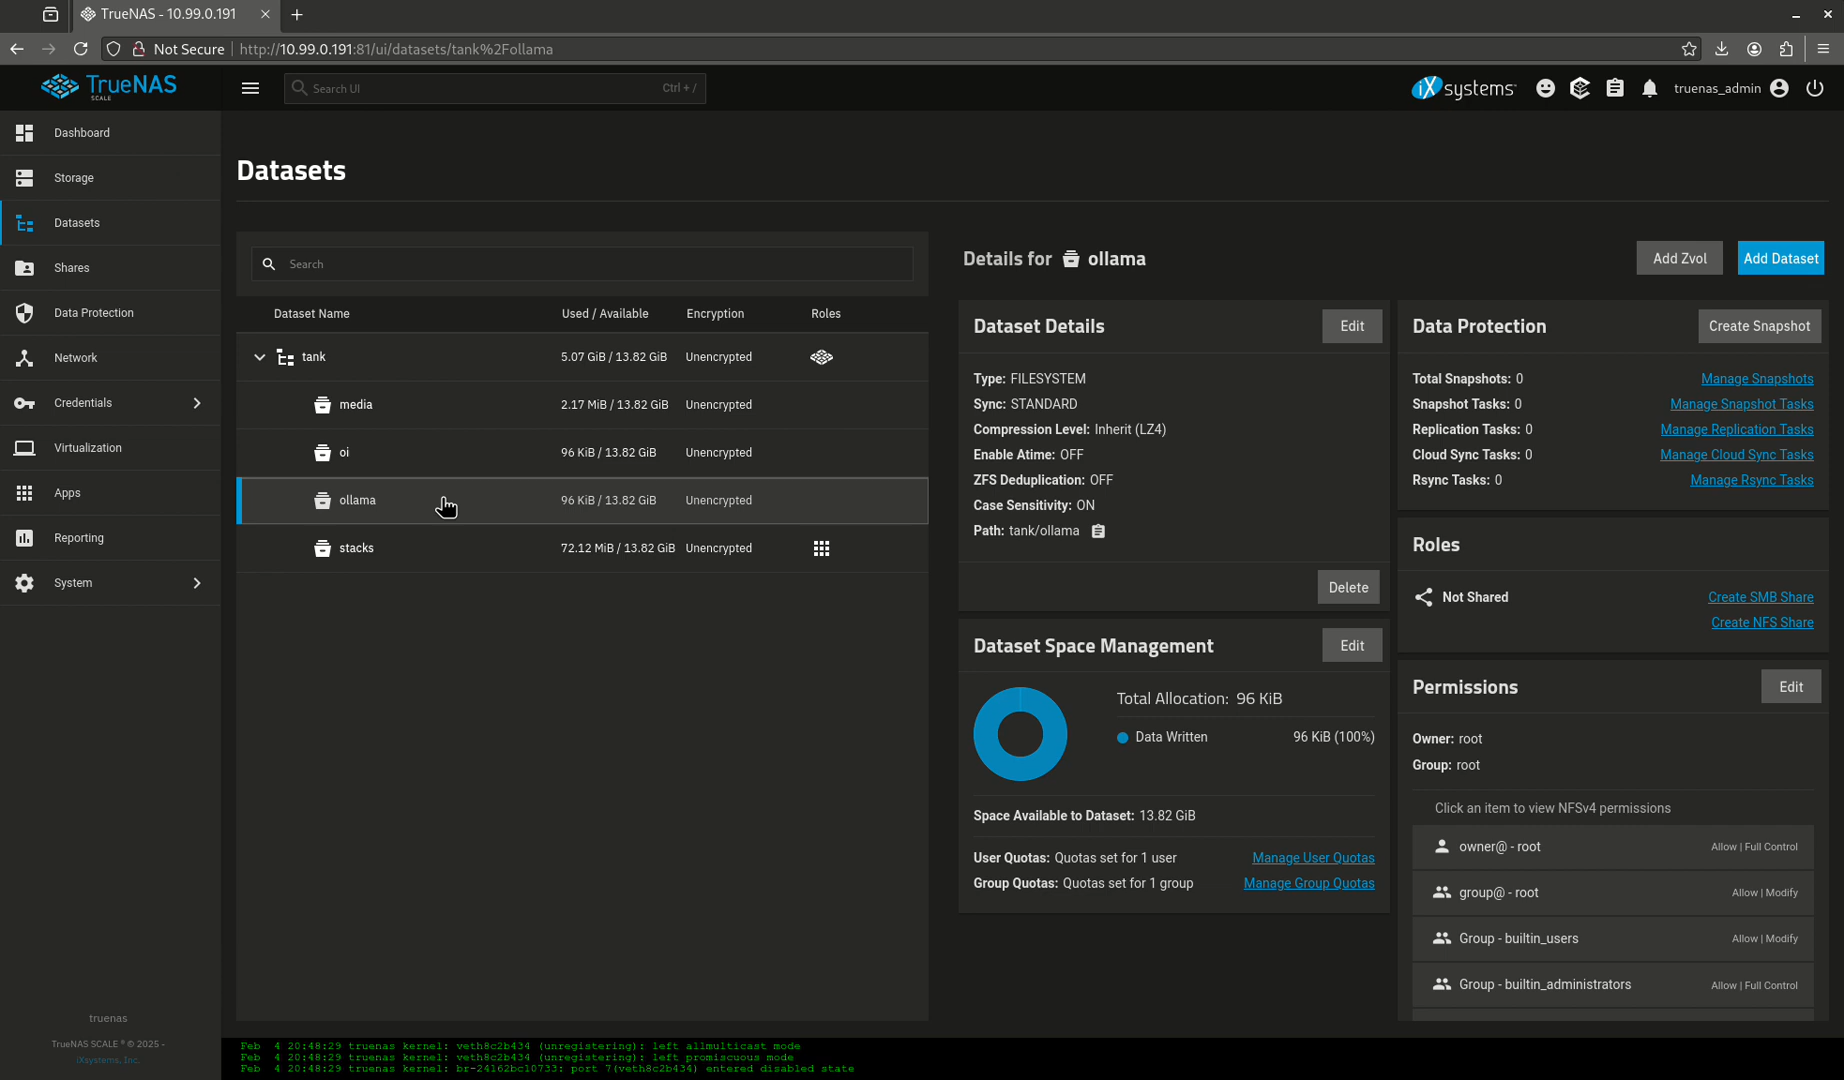 TrueNAS - 10.99.0.191
Not Secure http://10.99.0.191:81/ui/datasets/tank%2Follama
TrueNAS
SCALE
Search UI
Ctrl + /
iXsystems
truenas_admin
Dashboard
Storage
Datasets
Shares
Data Protection
Network
Credentials
Virtualization
Apps
Reporting
System
truenas
TrueNAS SCALE ® © 2025 -
iXsystems, Inc.
Datasets
Search
Dataset Name Used / Available Encryption Roles
tank 5.07 GiB / 13.82 GiB Unencrypted
media 2.17 MiB / 13.82 GiB Unencrypted
oi 96 KiB / 13.82 GiB Unencrypted
ollama 96 KiB / 13.82 GiB Unencrypted
stacks 72.12 MiB / 13.82 GiB Unencrypted
Details for ollama
Add Zvol
Add Dataset
Dataset Details
Edit
Type: FILESYSTEM
Sync: STANDARD
Compression Level: Inherit (LZ4)
Enable Atime: OFF
ZFS Deduplication: OFF
Case Sensitivity: ON
Path: tank/ollama
Delete
Dataset Space Management
Edit
Total Allocation: 96 KiB
Data Written 96 KiB (100%)
Space Available to Dataset: 13.82 GiB
User Quotas: Quotas set for 1 user Manage User Quotas
Group Quotas: Quotas set for 1 group Manage Group Quotas
Data Protection
Create Snapshot
Total Snapshots: 0 Manage Snapshots
Snapshot Tasks: 0 Manage Snapshot Tasks
Replication Tasks: 0 Manage Replication Tasks
Cloud Sync Tasks: 0 Manage Cloud Sync Tasks
Rsync Tasks: 0 Manage Rsync Tasks
Roles
Not Shared
Create SMB Share
Create NFS Share
Permissions
Edit
Owner: root
Group: root
Click an item to view NFSv4 permissions
owner@ - root Allow | Full Control
group@ - root Allow | Modify
Group - builtin_users Allow | Modify
Group - builtin_administrators Allow | Full Control
Feb 4 20:48:29 truenas kernel: veth8c2b434 (unregistering): left allmulticast mode
Feb 4 20:48:29 truenas kernel: veth8c2b434 (unregistering): left promiscuous mode
Feb 4 20:48:29 truenas kernel: br-24162bc10733: port 7(veth8c2b434) entered disabled state